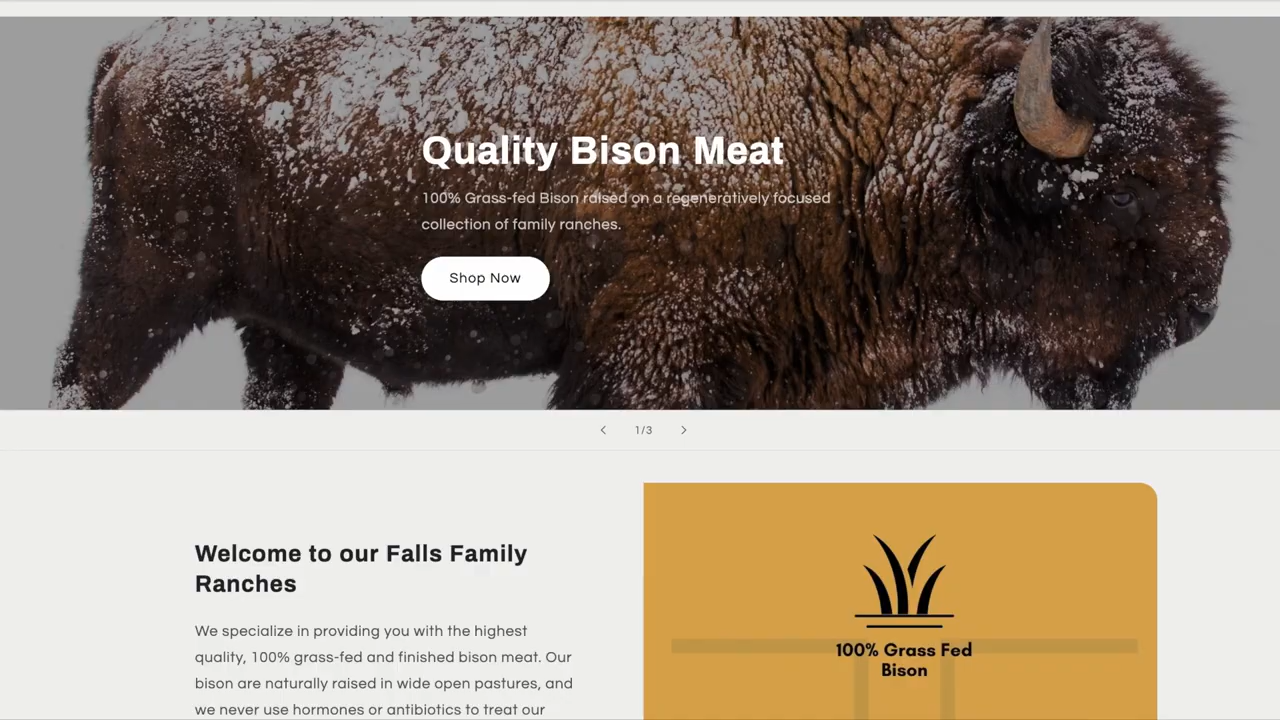 Quality Bison Meat
100% Grass-fed Bison raised on a regeneratively focused
collection of family ranches.
Shop Now
1/3
Welcome to our Falls Family
Ranches
We specialize in providing you with the highest
quality, 100% grass-fed and finished bison meat. Our
bison are naturally raised in wide open pastures, and
we never use hormones or antibiotics to treat our
100% Grass Fed
Bison